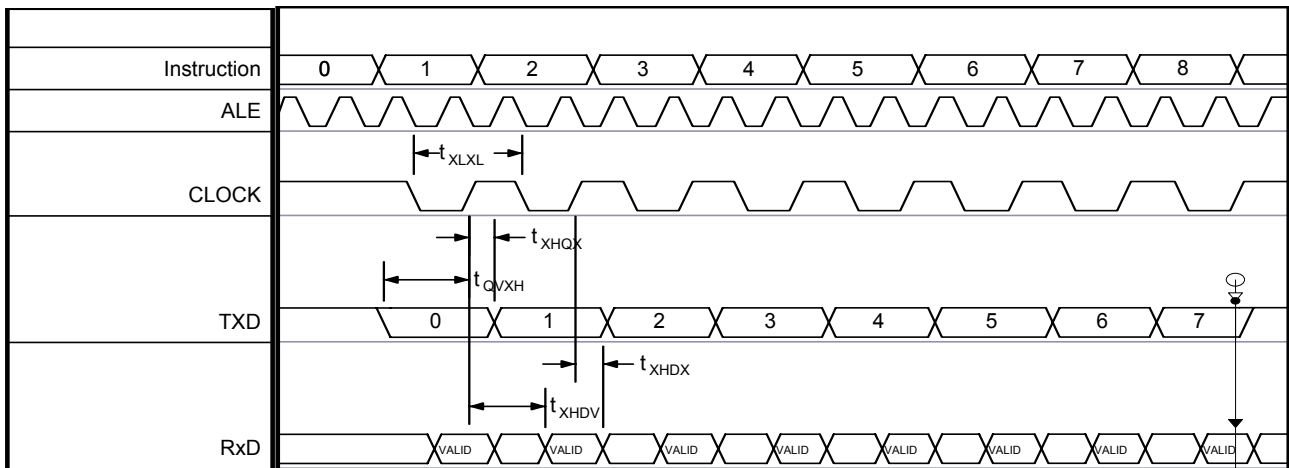 Instruction 0 1 2 3 4 5 6 7 8
ALE
t XLXL
CLOCK
t XHQX
t QVXH
TXD 0 1 2 3 4 5 6 7
t XHDX
t XHDV
RxD VALID VALID VALID VALID VALID VALID VALID VALID